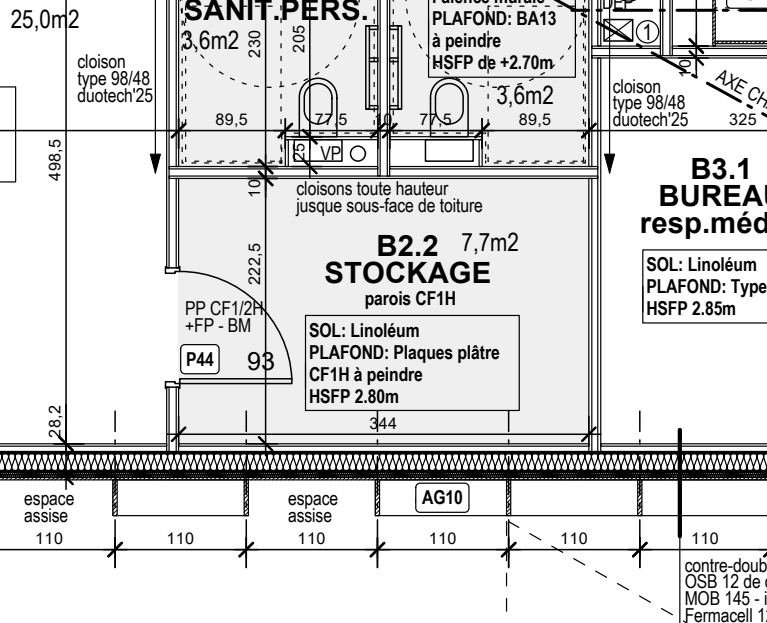 25,0m2
SANIT.PERS.
3,6m2
230
205
PLAFOND: BA13
à peindre
HSFP de +2.70m
3,6m2
1
10
AXE
cloison
type 98/48
duotech'25
cloison
type 98/48
duotech'25
89,5
77,5
77,5
89,5
325
498,5
25
VP
10
cloisons toute hauteur
jusque sous-face de toiture
B3.1
BUREAU
resp.méd
SOL: Linoléum
PLAFOND: Type
HSFP 2.85m
B2.2
7,7m2
STOCKAGE
parois CF1H
222,5
PP CF1/2H
+FP - BM
P44
93
SOL: Linoléum
PLAFOND: Plaques plâtre
CF1H à peindre
HSFP 2.80m
28,2
344
espace
assise
espace
assise
AG10
110
110
110
110
110
110
contre-doub
OSB 12 de
MOB 145 - i
Fermacell 12